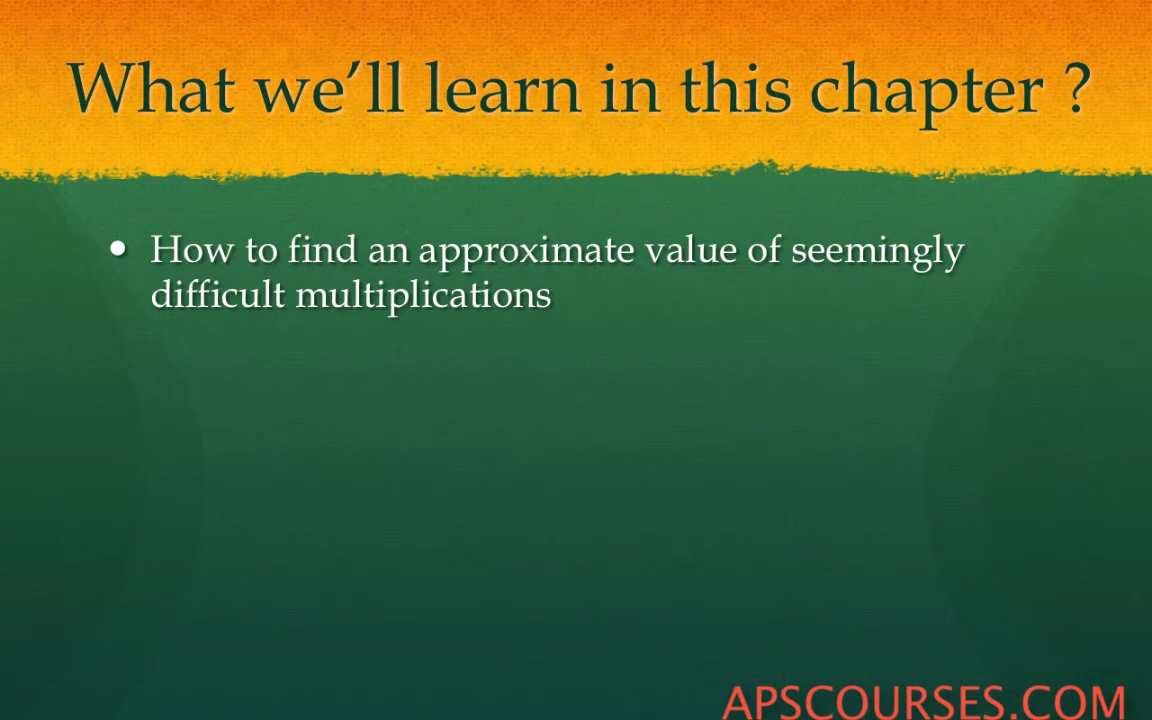 What we’ll learn in this chapter ?
• How to find an approximate value of seemingly
difficult multiplications
APSCOURSES.COM